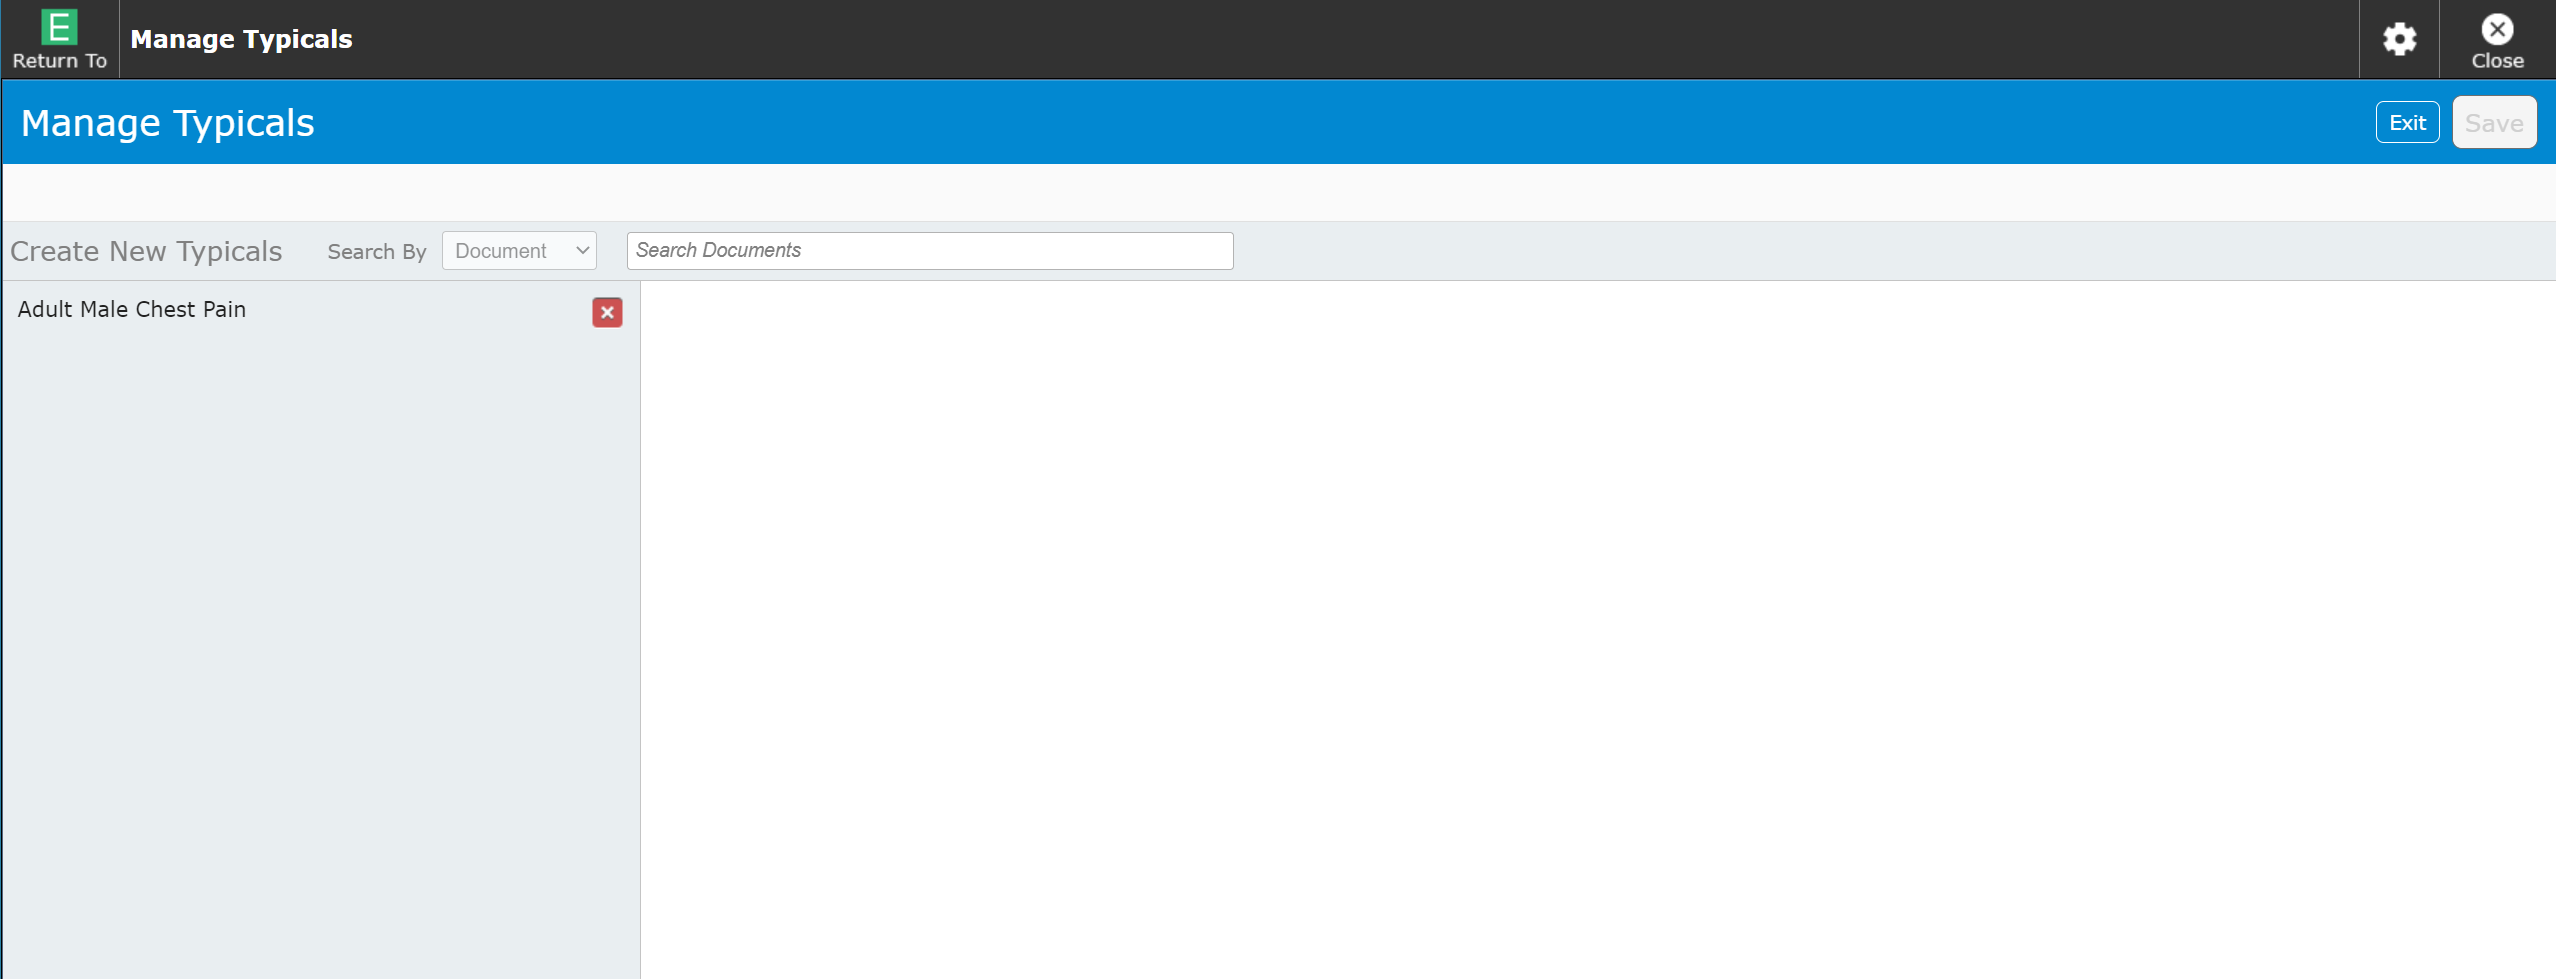 E
Return To
Manage Typicals
Close
Manage Typicals
Exit
Save
Create New Typicals
Search By
Document
Search Documents
Adult Male Chest Pain